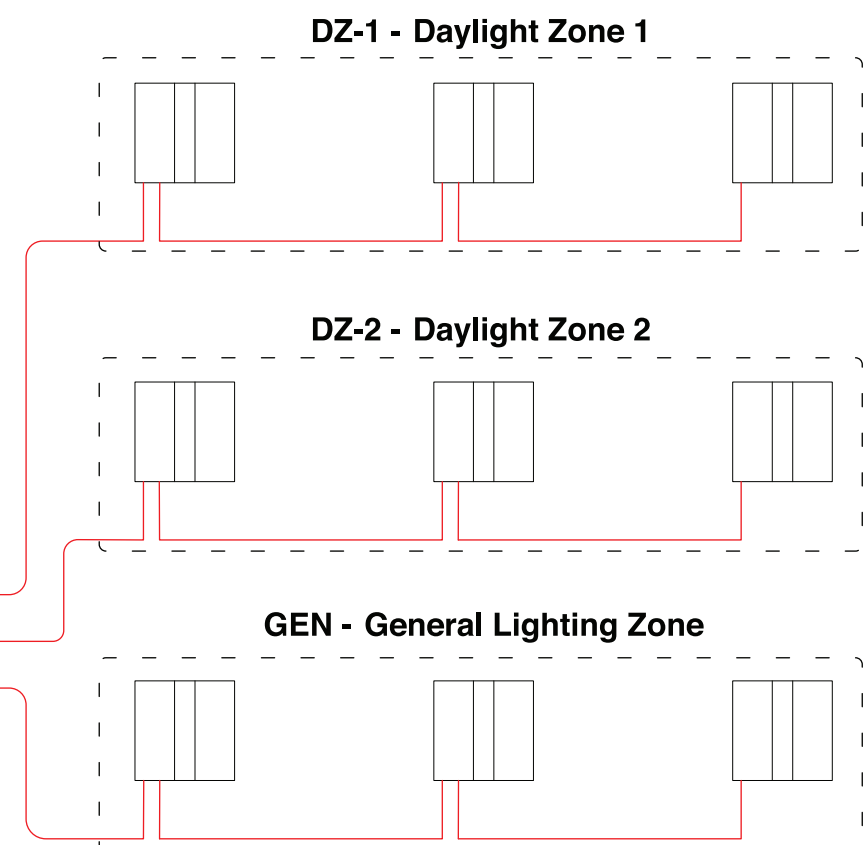 DZ-1 - Daylight Zone 1
DZ-2 - Daylight Zone 2
GEN - General Lighting Zone